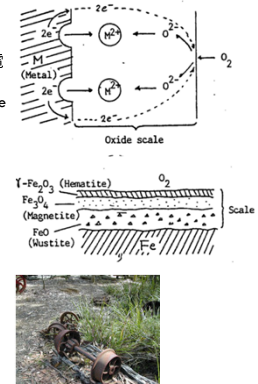 2e⁻
O²⁻
2e⁻
M²⁺
O₂
M
(Metal)
M²⁺
O²⁻
2e⁻
2e⁻
Oxide scale
γ-Fe₂O₃ (Hematite)
O₂
Fe₃O₄
(Magnetite)
Scale
FeO
(Wustite)
Fe